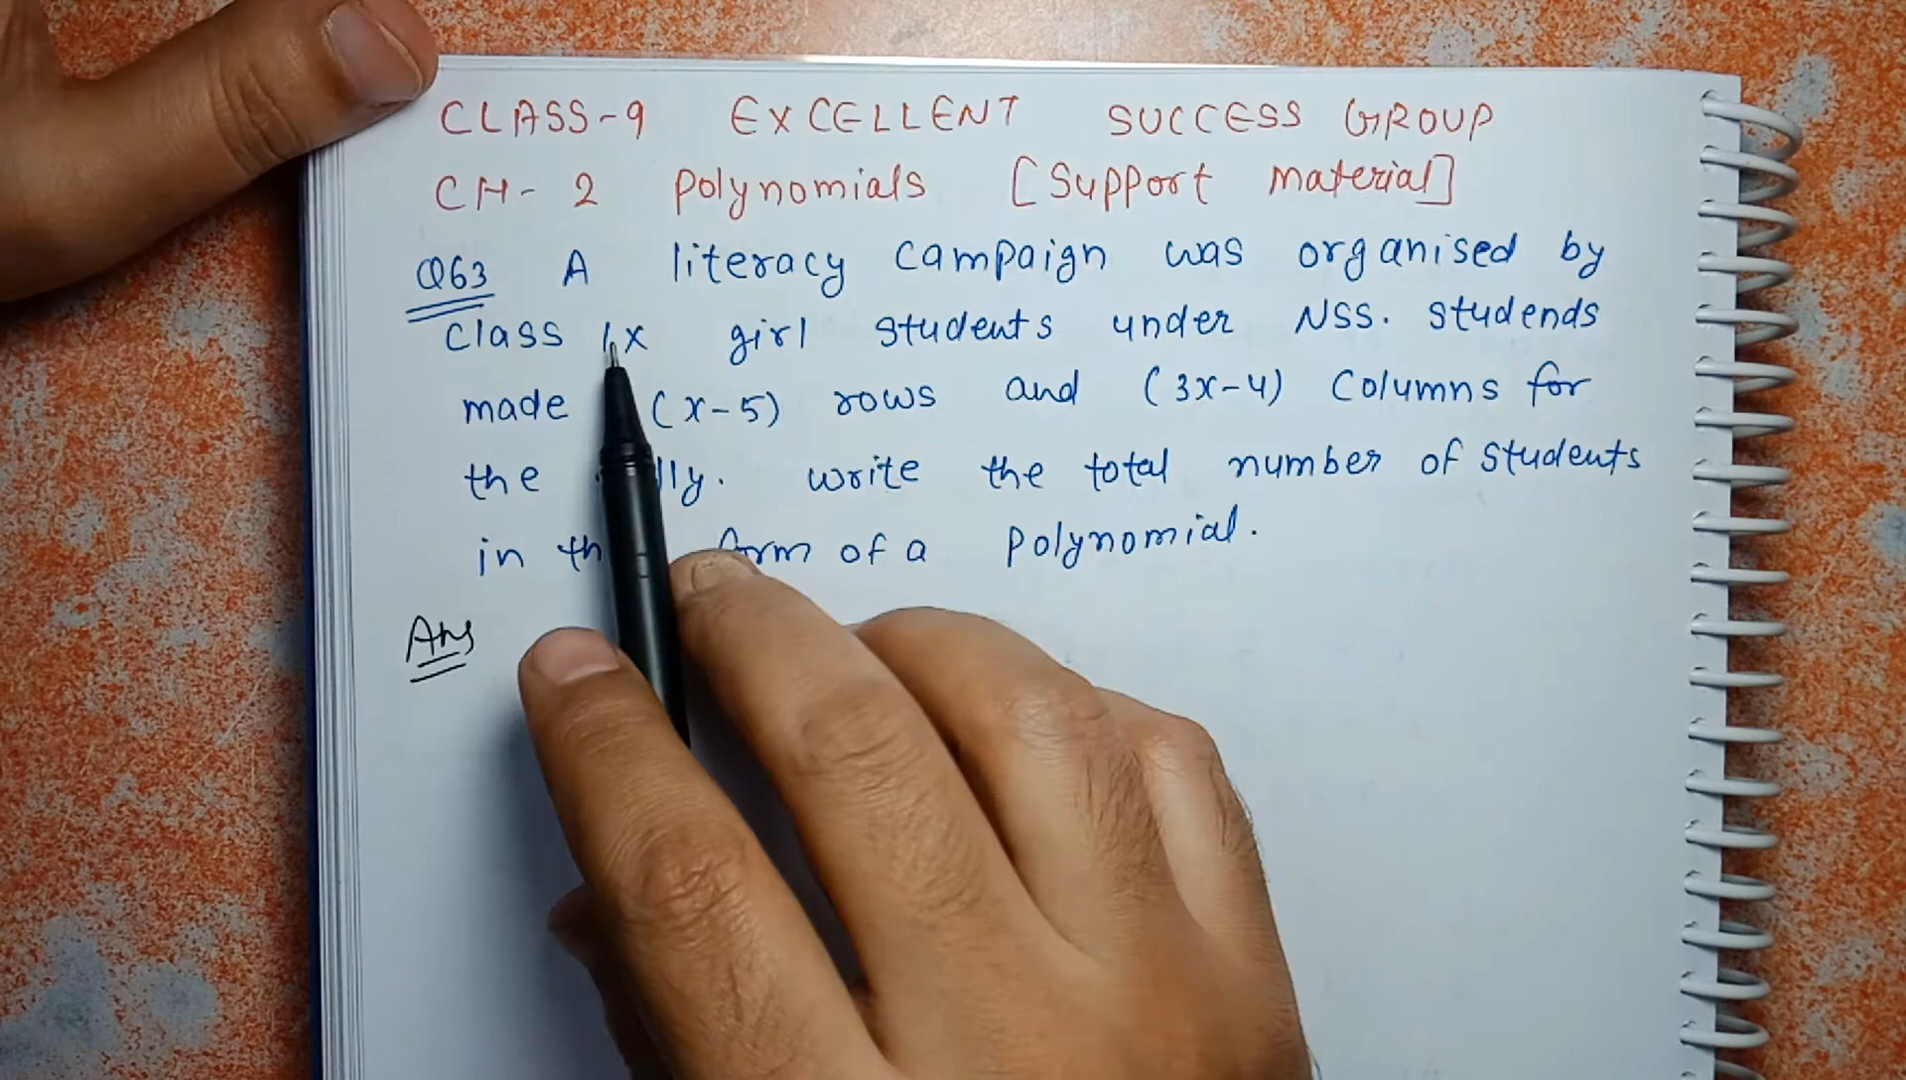 CLASS-9 EXCELLENT SUCCESS GROUP
CH-2 Polynomials [Support material]
Q63 A literacy campaign was organised by
Class IX girl students under NSS. studends
made (x-5) rows and (3x-4) Columns for
the write the total number of students
in of a Polynomial.
Ans